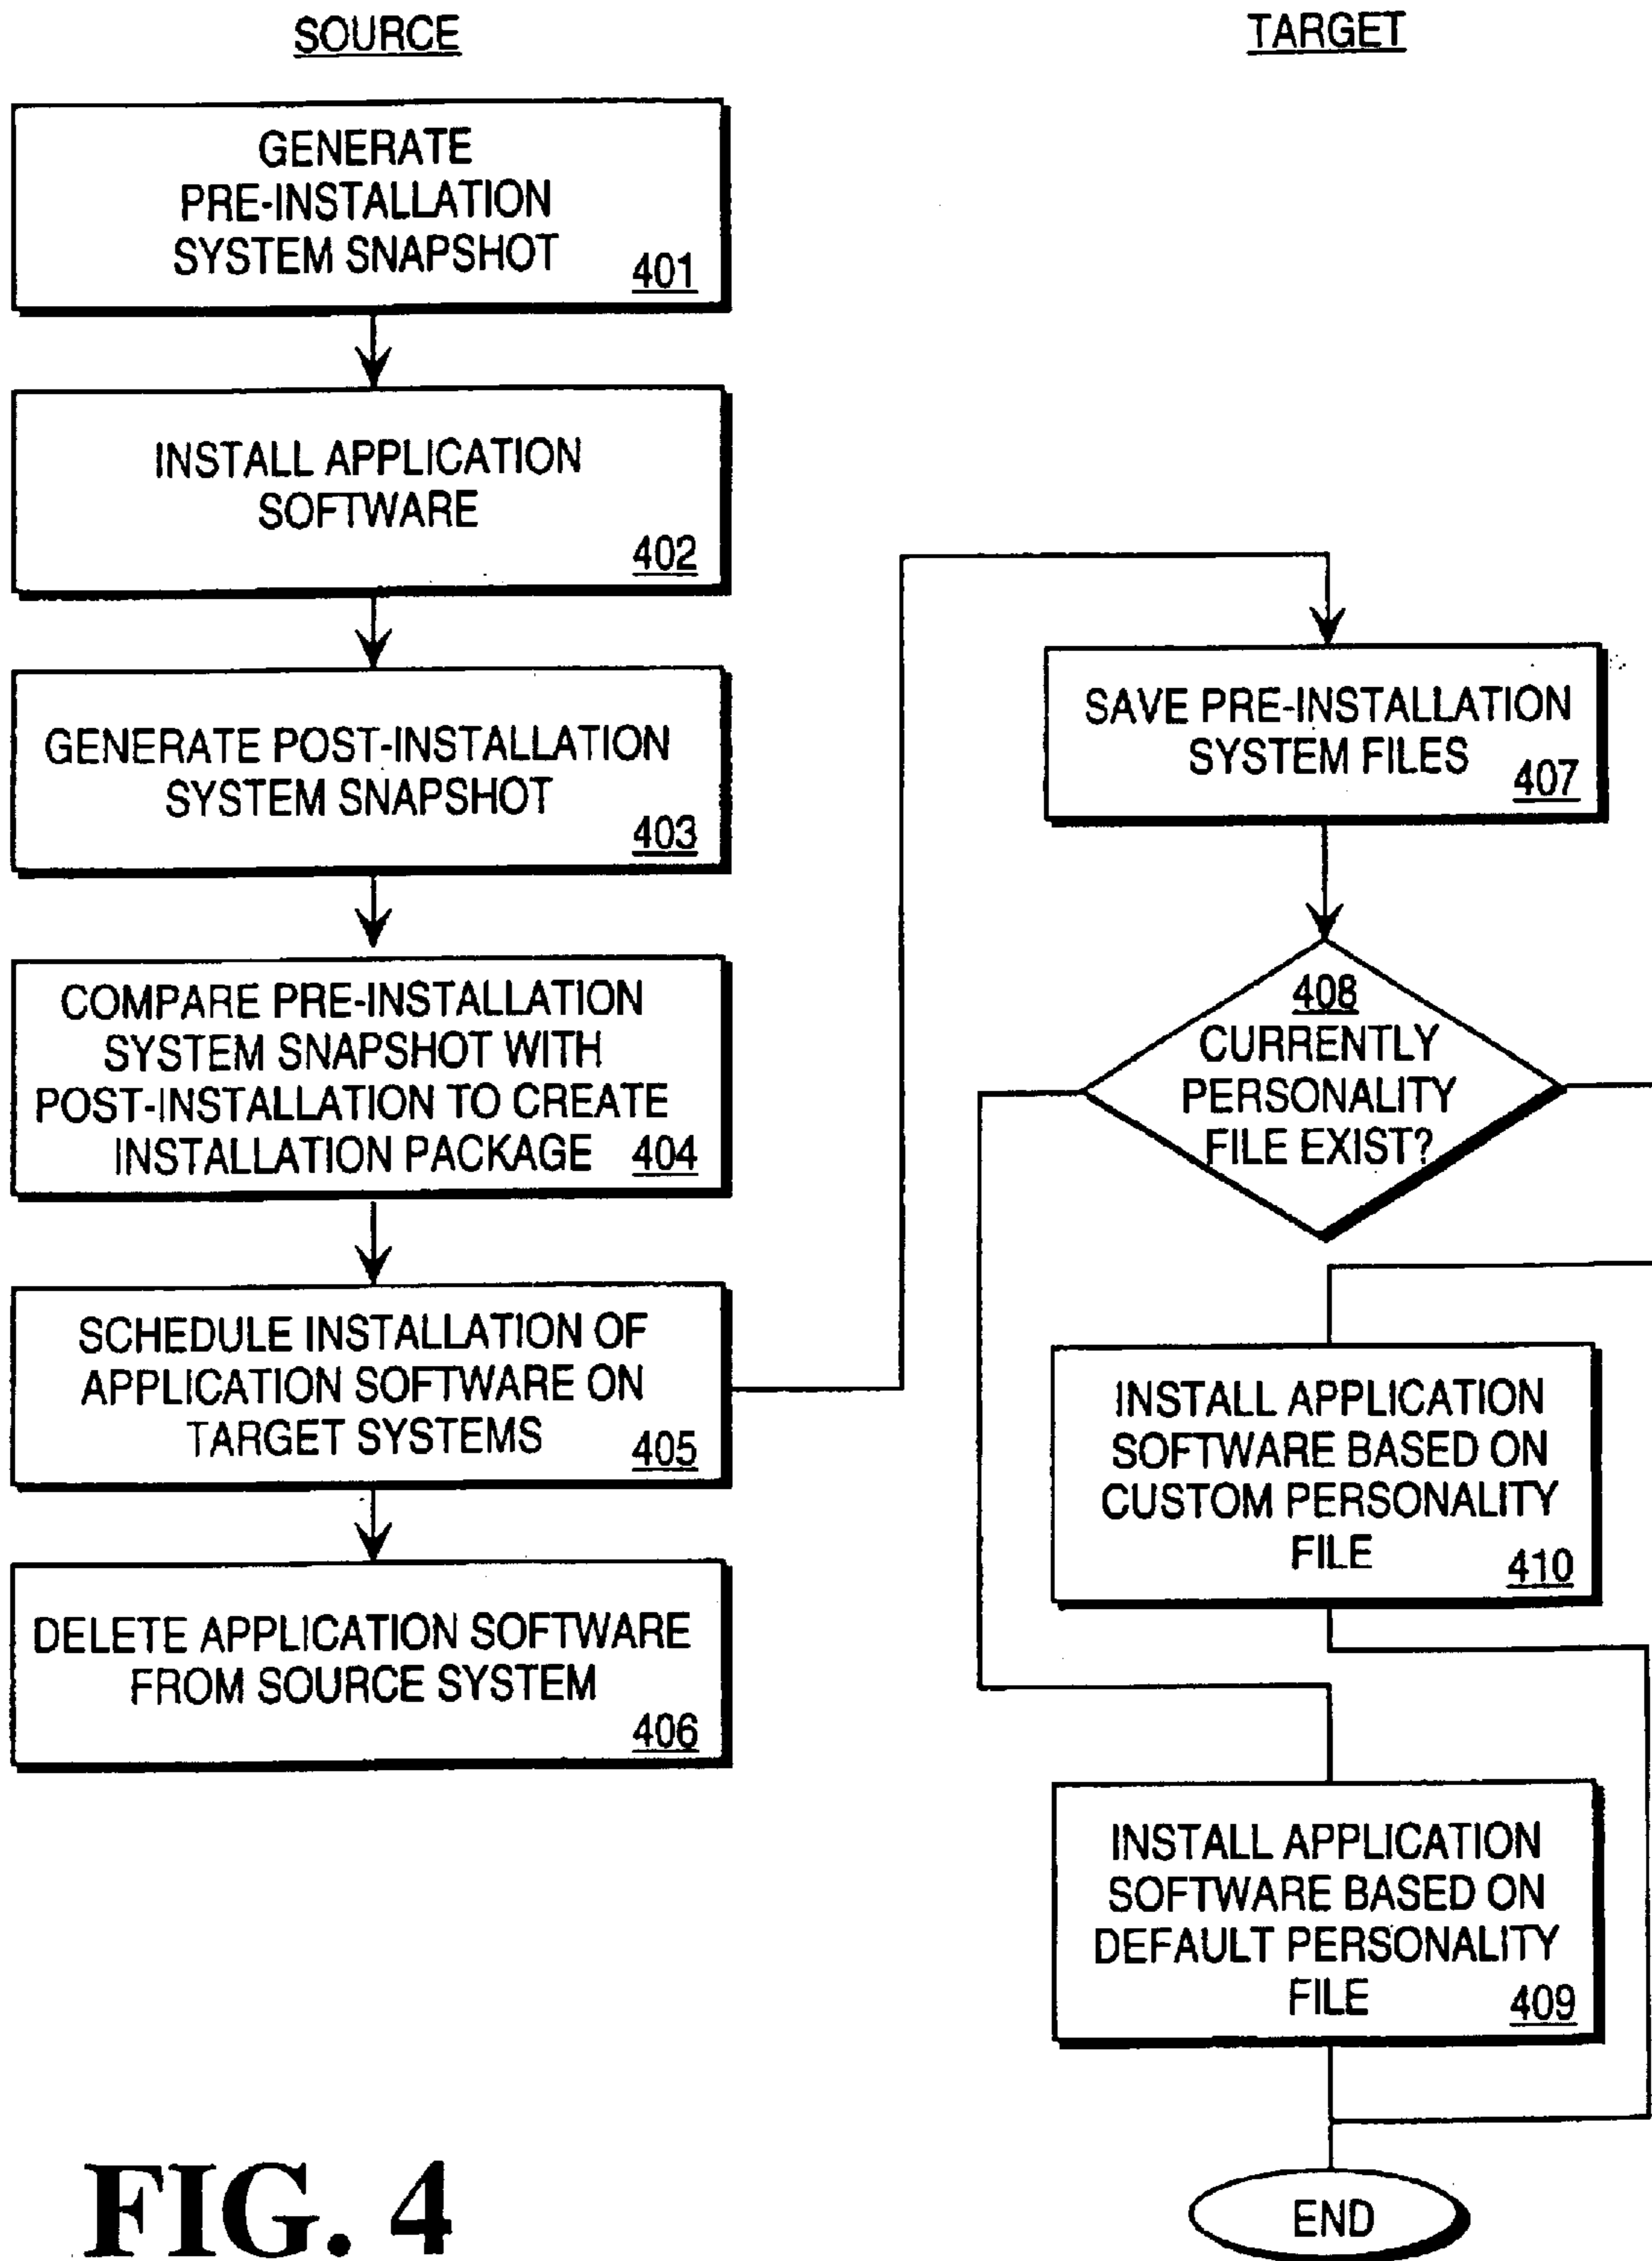 SOURCE
GENERATE
PRE-INSTALLATION
SYSTEM SNAPSHOT
401
INSTALL APPLICATION
SOFTWARE
402
GENERATE POST-INSTALLATION
SYSTEM SNAPSHOT
403
COMPARE PRE-INSTALLATION
SYSTEM SNAPSHOT WITH
POST-INSTALLATION TO CREATE
INSTALLATION PACKAGE 404
SCHEDULE INSTALLATION OF
APPLICATION SOFTWARE ON
TARGET SYSTEMS 405
DELETE APPLICATION SOFTWARE
FROM SOURCE SYSTEM
406
TARGET
SAVE PRE-INSTALLATION
SYSTEM FILES 407
408
CURRENTLY
PERSONALITY
FILE EXIST?
INSTALL APPLICATION
SOFTWARE BASED ON
CUSTOM PERSONALITY
FILE 410
INSTALL APPLICATION
SOFTWARE BASED ON
DEFAULT PERSONALITY
FILE 409
END
FIG. 4